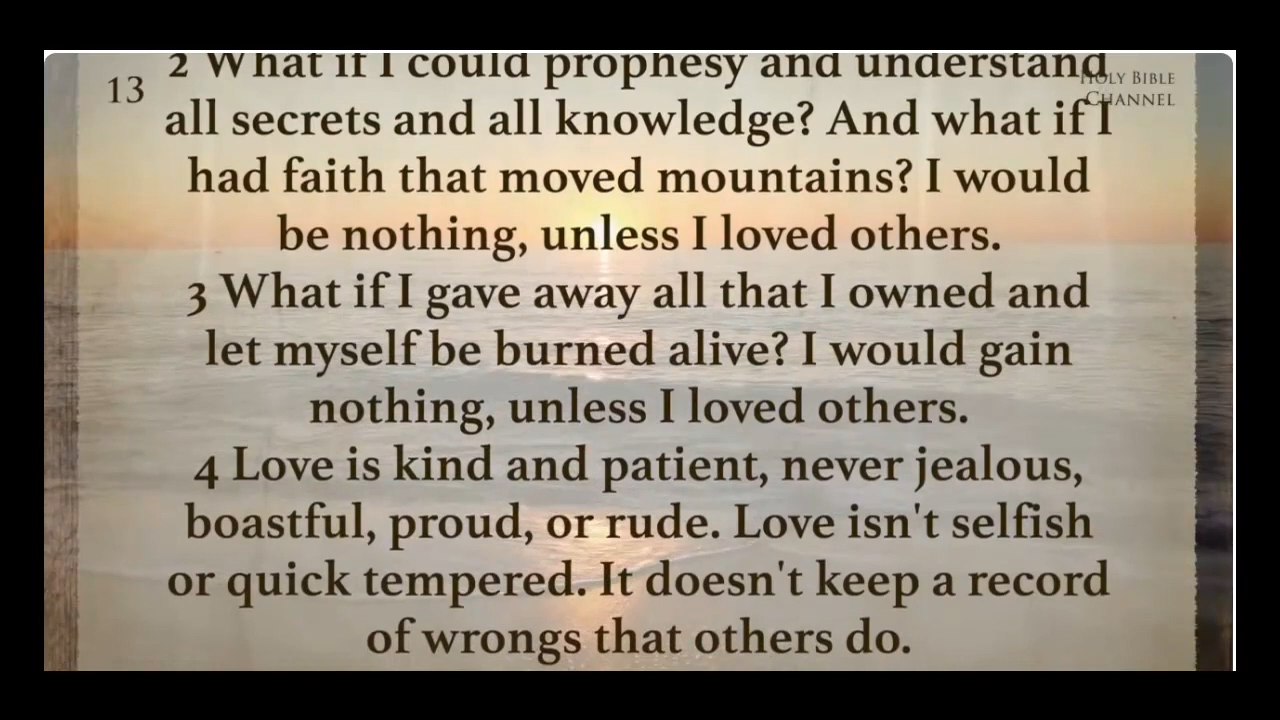 2 What if I could prophesy and understand
13
HOLY BIBLE
CHANNEL
all secrets and all knowledge? And what if I
had faith that moved mountains? I would
be nothing, unless I loved others.
3 What if I gave away all that I owned and
let myself be burned alive? I would gain
nothing, unless I loved others.
4 Love is kind and patient, never jealous,
boastful, proud, or rude. Love isn't selfish
or quick tempered. It doesn't keep a record
of wrongs that others do.